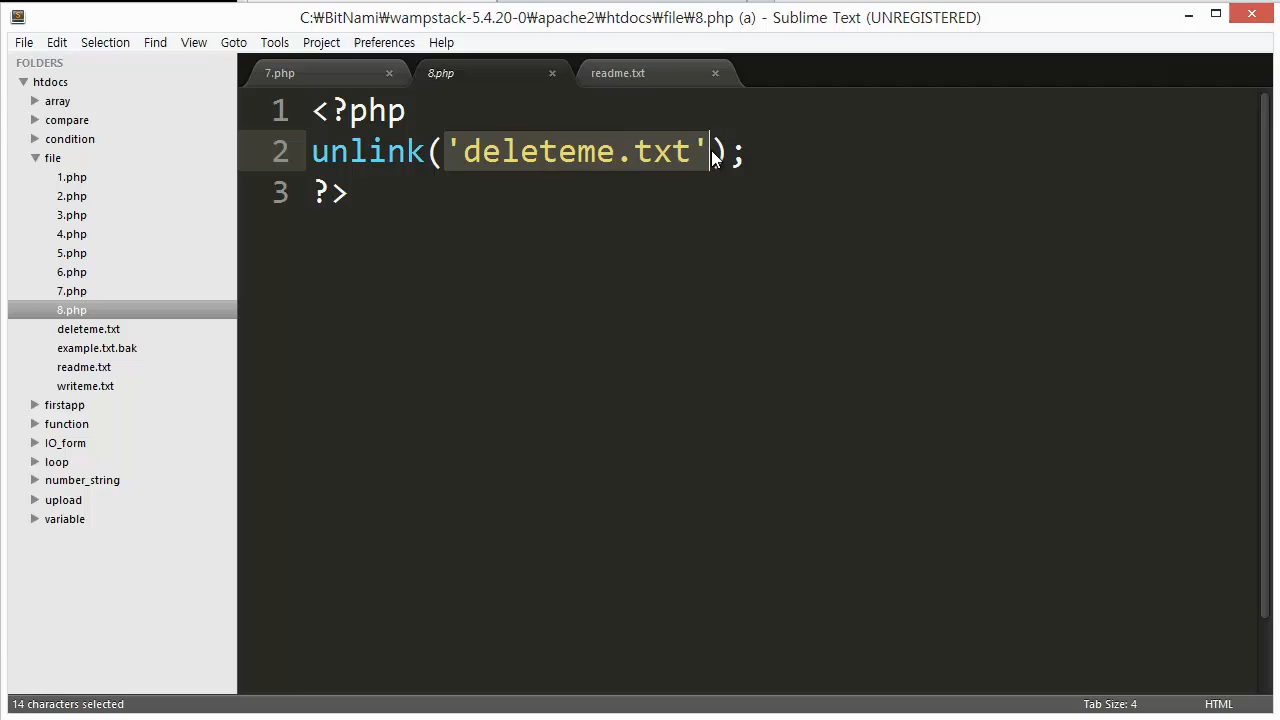 C:￦BitNami￦wampstack-5.4.20-0￦apache2￦htdocs￦file￦8.php (a) - Sublime Text (UNREGISTERED)
File Edit Selection Find View Goto Tools Project Preferences Help
FOLDERS
htdocs
array
compare
condition
file
1.php
2.php
3.php
4.php
5.php
6.php
7.php
8.php
deleteme.txt
example.txt.bak
readme.txt
writeme.txt
firstapp
function
IO_form
loop
number_string
upload
variable
7.php 8.php readme.txt
1 <?php
2 unlink('deleteme.txt');
3 ?>
14 characters selected
Tab Size: 4 HTML